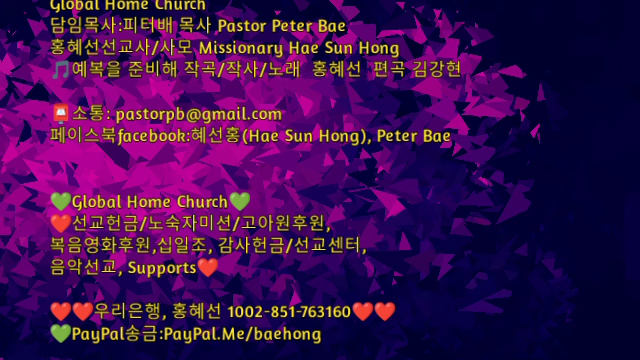 Global Home Church
담임목사:피터배 목사 Pastor Peter Bae
홍혜선선교사/사모 Missionary Hae Sun Hong
🎵예복을 준비해 작곡/작사/노래 홍혜선 편곡 김강현
📮소통: pastorpb@gmail.com
페이스북facebook:혜선홍(Hae Sun Hong), Peter Bae
💚Global Home Church💚
❤️선교헌금/노숙자미션/고아원후원,
복음영화후원,십일조, 감사헌금/선교센터,
음악선교, Supports❤️
❤️❤️우리은행, 홍혜선 1002-851-763160❤️❤️
💚PayPal송금:PayPal.Me/baehong